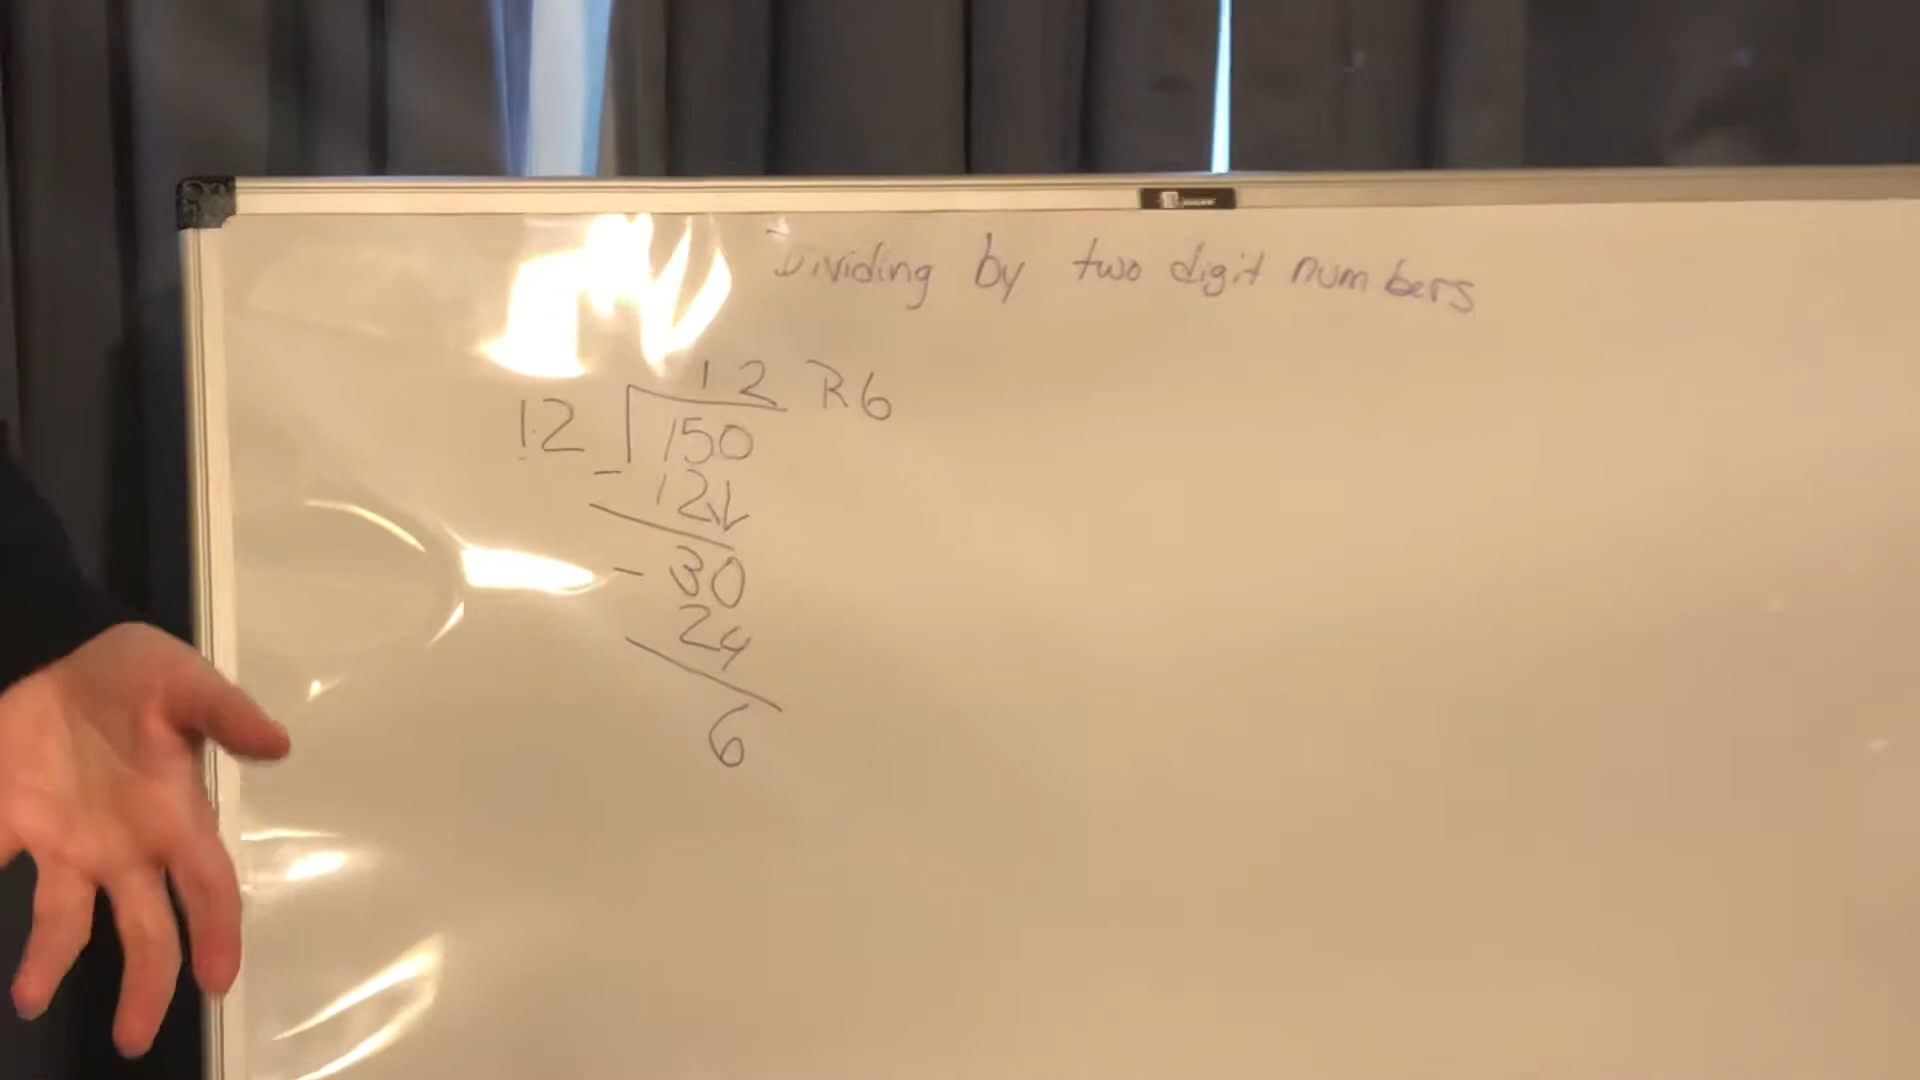 Dividing by two digit numbers
12 R6
12 150
- 12↓
- 30
24
6